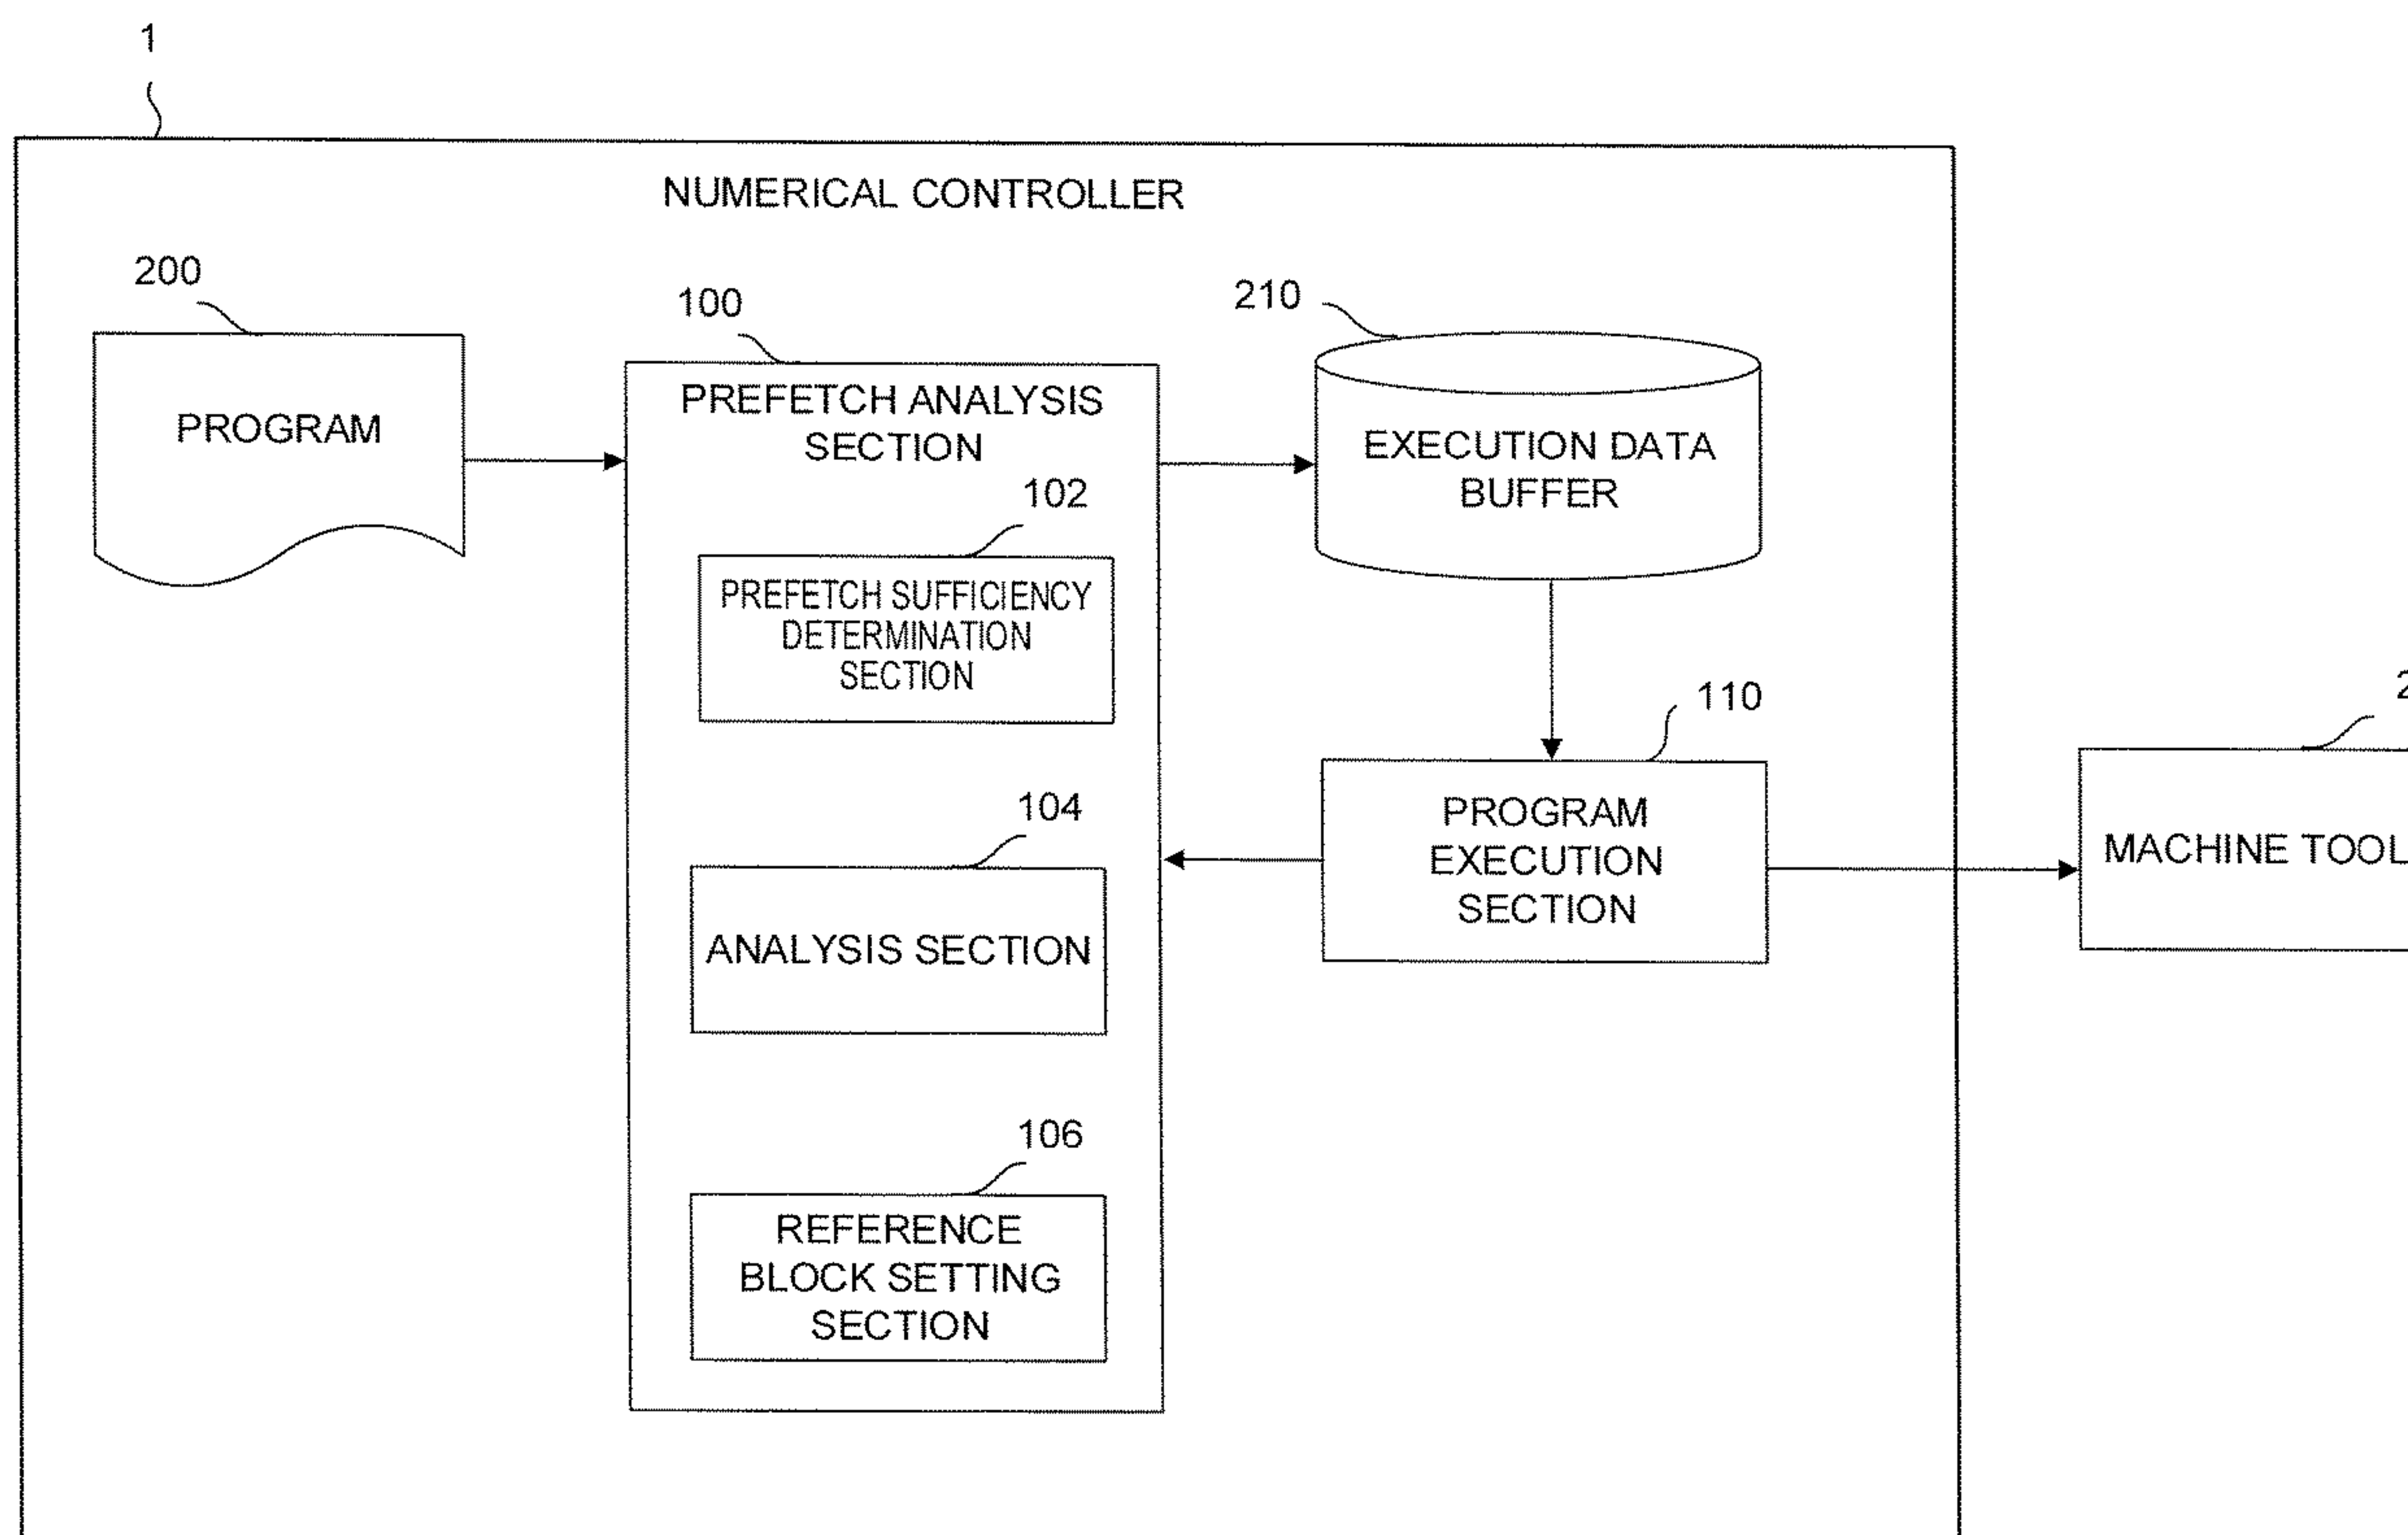 1
NUMERICAL CONTROLLER
200
100
210
PROGRAM
PREFETCH ANALYSIS
SECTION
EXECUTION DATA
BUFFER
102
PREFETCH SUFFICIENCY
DETERMINATION
SECTION
110
2
104
PROGRAM
EXECUTION
SECTION
MACHINE TOOL
ANALYSIS SECTION
106
REFERENCE
BLOCK SETTING
SECTION